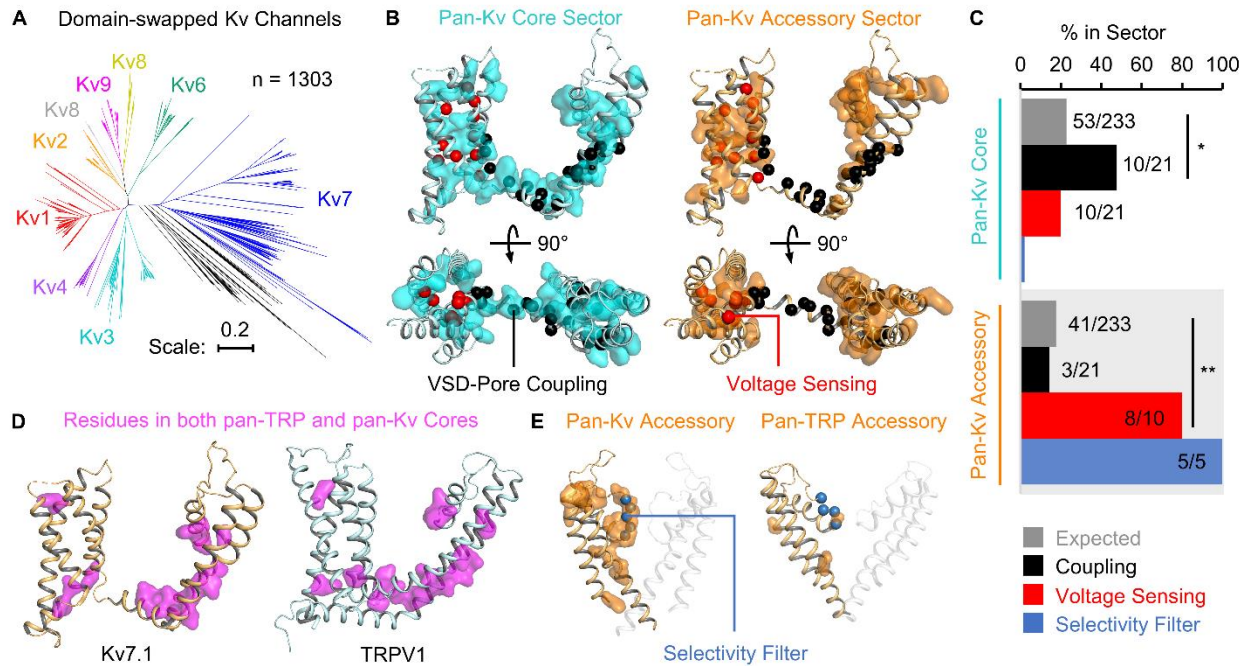 A Domain-swapped Kv Channels
Kv8
Kv9
Kv6
n = 1303
Kv8
Kv2
Kv7
Kv1
Kv4
Kv3
0.2
Scale:
B Pan-Kv Core Sector
Pan-Kv Accessory Sector
90°
90°
VSD-Pore Coupling
Voltage Sensing
C
% in Sector
0 20 40 60 80 100
Pan-Kv Core
53/233
*
10/21
10/21
Pan-Kv Accessory
41/233
**
3/21
8/10
5/5
Expected
Coupling
Voltage Sensing
Selectivity Filter
D Residues in both pan-TRP and pan-Kv Cores
Kv7.1
TRPV1
E Pan-Kv Accessory
Pan-TRP Accessory
Selectivity Filter